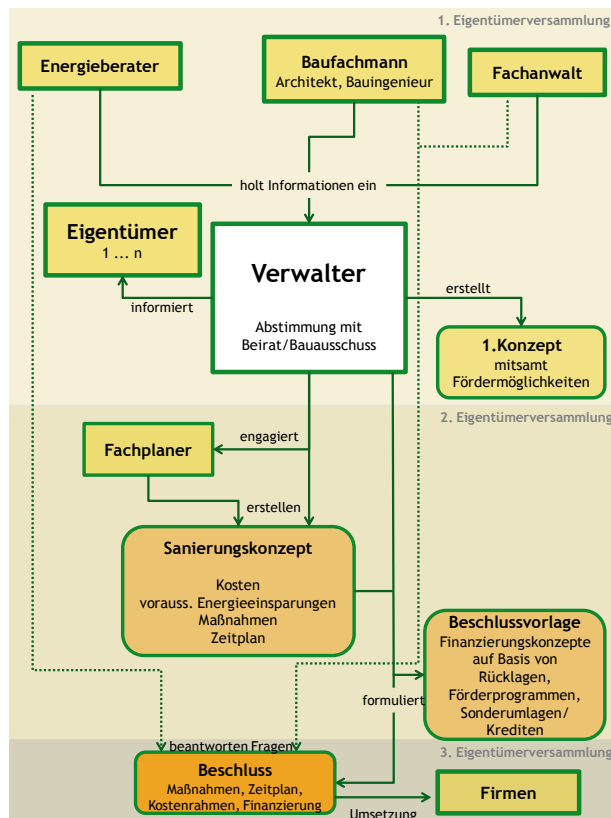 1. Eigentümerversammlung
Energieberater
Baufachmann
Architekt, Bauingenieur
Fachanwalt
holt Informationen ein
Eigentümer
1 ... n
Verwalter
Abstimmung mit
Beirat/Bauausschuss
informiert
erstellt
1.Konzept
mitsamt
Fördermöglichkeiten
2. Eigentümerversammlung
engagiert
Fachplaner
erstellen
Sanierungskonzept
Kosten
vorauss. Energieeinsparungen
Maßnahmen
Zeitplan
Beschlussvorlage
Finanzierungskonzepte
auf Basis von
Rücklagen,
Förderprogrammen,
Sonderumlagen/
Krediten
formuliert
3. Eigentümerversammlung
beantworten Fragen
Beschluss
Maßnahmen, Zeitplan,
Kostenrahmen, Finanzierung
Umsetzung
Firmen